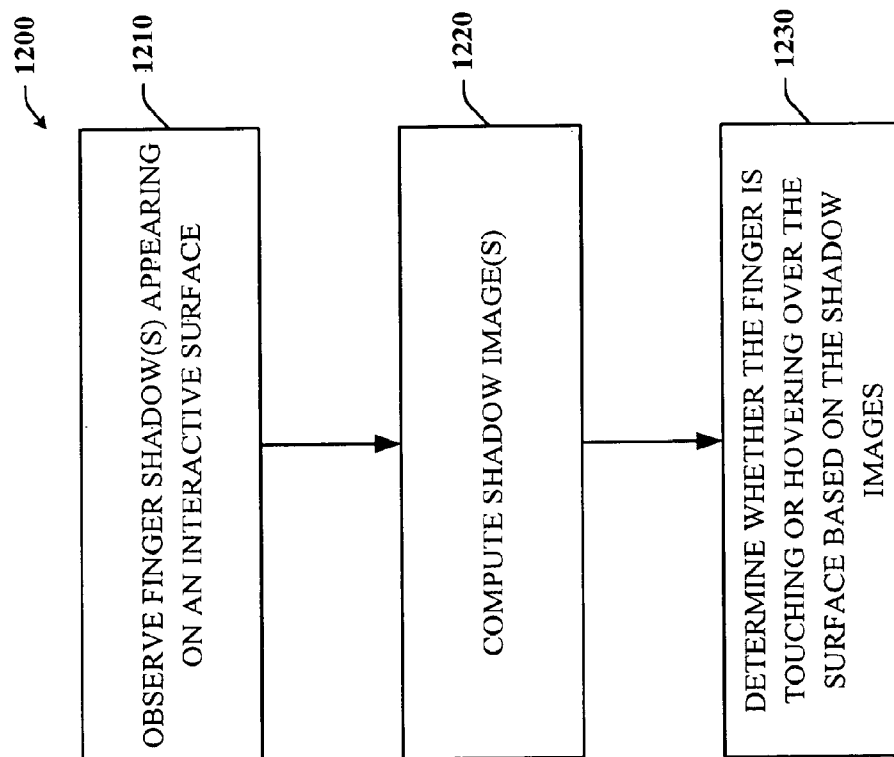 1200
1210
OBSERVE FINGER SHADOW(S) APPEARING
ON AN INTERACTIVE SURFACE
1220
COMPUTE SHADOW IMAGE(S)
1230
DETERMINE WHETHER THE FINGER IS
TOUCHING OR HOVERING OVER THE
SURFACE BASED ON THE SHADOW
IMAGES